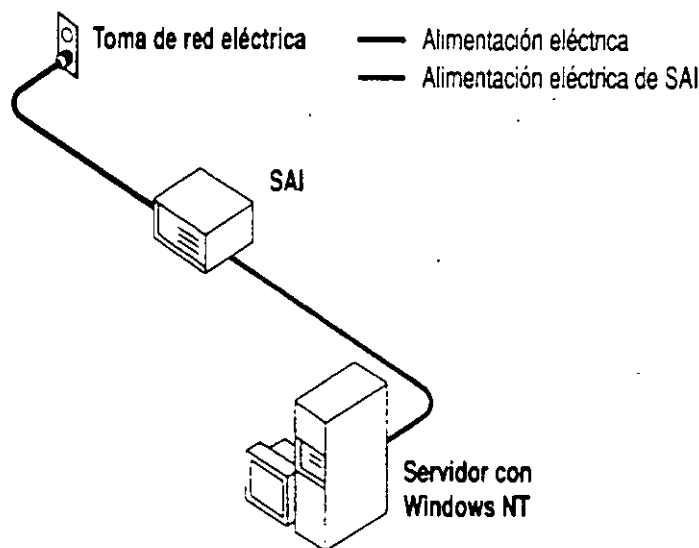 Toma de red eléctrica
Alimentación eléctrica
Alimentación eléctrica de SAI
SAI
Servidor con
Windows NT